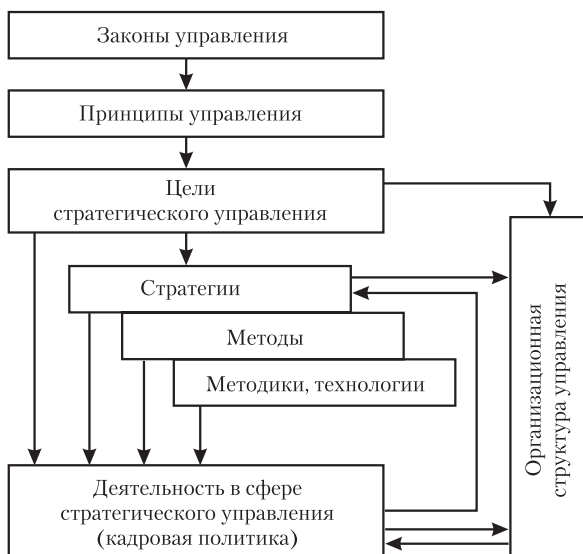 Законы управления
Принципы управления
Цели
стратегического управления
Стратегии
Методы
Методики, технологии
Организационная
структура управления
Деятельность в сфере
стратегического управления
(кадровая политика)